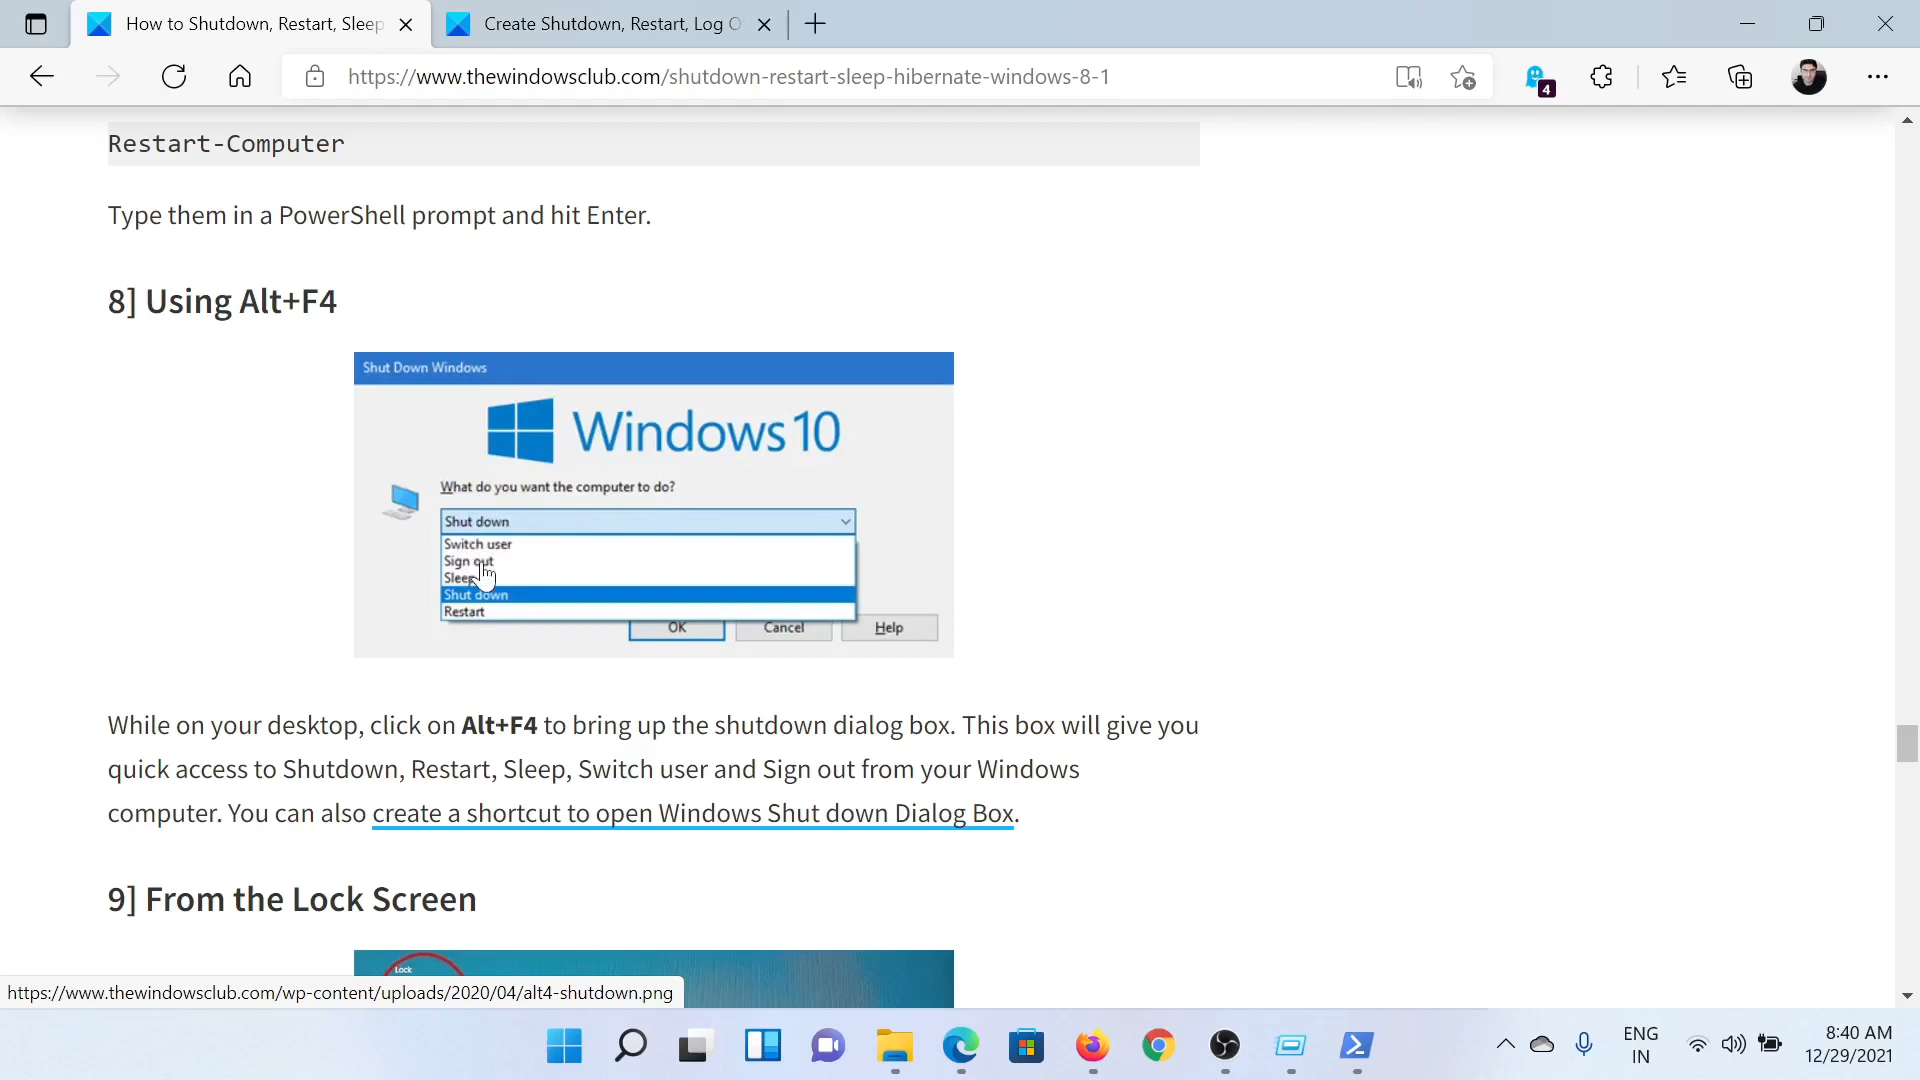 How to Shutdown, Restart, Sleep
Create Shutdown, Restart, Log O
https://www.thewindowsclub.com/shutdown-restart-sleep-hibernate-windows-8-1
4
Restart-Computer
Type them in a PowerShell prompt and hit Enter.
8] Using Alt+F4
Shut Down Windows
Windows 10
What do you want the computer to do?
Shut down
Switch user
Sign out
Sleep
Shut down
Restart
OK
Cancel
Help
While on your desktop, click on Alt+F4 to bring up the shutdown dialog box. This box will give you
quick access to Shutdown, Restart, Sleep, Switch user and Sign out from your Windows
computer. You can also create a shortcut to open Windows Shut down Dialog Box.
9] From the Lock Screen
Lock
https://www.thewindowsclub.com/wp-content/uploads/2020/04/alt4-shutdown.png
ENG
IN
8:40 AM
12/29/2021